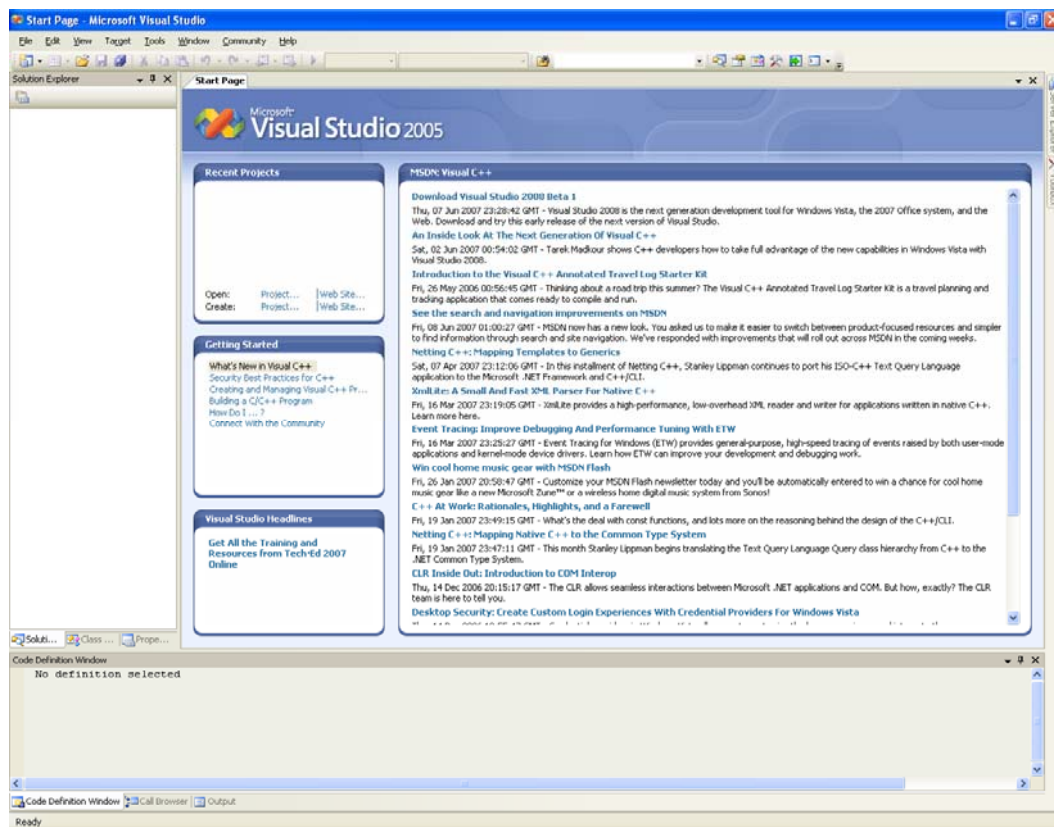 Start Page - Microsoft Visual Studio
File Edit View Target Tools Window Community Help
Solution Explorer
Start Page
Microsoft
Visual Studio 2005
Recent Projects
Open: Project... Web Site...
Create: Project... Web Site...
Getting Started
What's New in Visual C++
Security Best Practices for C++
Creating and Managing Visual C++ Pr...
Building a C/C++ Program
How Do I ... ?
Connect With the Community
Visual Studio Headlines
Get All the Training and
Resources from Tech·Ed 2007
Online
MSDN: Visual C++
Download Visual Studio 2008 Beta 1
Thu, 07 Jun 2007 23:28:42 GMT - Visual Studio 2008 is the next generation development tool for Windows Vista, the 2007 Office system, and the
Web. Download and try this early release of the next version of Visual Studio.
An Inside Look At The Next Generation Of Visual C++
Sat, 02 Jun 2007 00:54:02 GMT - Tarek Madkour shows C++ developers how to take full advantage of the new capabilities in Windows Vista with
Visual Studio 2008.
Introduction to the Visual C++ Annotated Travel Log Starter Kit
Fri, 26 May 2006 00:56:45 GMT - Thinking about a road trip this summer? The Visual C++ Annotated Travel Log Starter Kit is a travel planning and
tracking application that comes ready to compile and run.
See the search and navigation improvements on MSDN
Fri, 08 Jun 2007 01:00:27 GMT - MSDN now has a new look. You asked us to make it easier to switch between product-focused resources and simpler
to find information through search and site navigation. We've responded with improvements that will roll out across MSDN in the coming weeks.
Netting C++: Mapping Templates to Generics
Sat, 07 Apr 2007 23:12:06 GMT - In this installment of Netting C++, Stanley Lippman continues to port his ISO-C++ Text Query Language
application to the Microsoft .NET Framework and C++/CLI.
XmlLite: A Small And Fast XML Parser For Native C++
Fri, 16 Mar 2007 23:19:05 GMT - XmlLite provides a high-performance, low-overhead XML reader and writer for applications written in native C++.
Learn more here.
Event Tracing: Improve Debugging And Performance Tuning With ETW
Fri, 16 Mar 2007 23:25:27 GMT - Event Tracing for Windows (ETW) provides general-purpose, high-speed tracing of events raised by both user-mode
applications and kernel-mode device drivers. Learn how ETW can improve your development and debugging work.
Win cool home music gear with MSDN Flash
Fri, 26 Jan 2007 20:58:47 GMT - Customize your MSDN Flash newsletter today and you'll be automatically entered to win a chance for cool home
music gear like a new Microsoft Zune™ or a wireless home digital music system from Sonos!
C++ At Work: Rationales, Highlights, and a Farewell
Fri, 19 Jan 2007 23:49:15 GMT - What's the deal with const functions, and lots more on the reasoning behind the design of the C++/CLI.
Netting C++: Mapping Native C++ to the Common Type System
Fri, 19 Jan 2007 23:47:11 GMT - This month Stanley Lippman begins translating the Text Query Language Query class hierarchy from C++ to the
.NET Common Type System.
CLR Inside Out: Introduction to COM Interop
Thu, 14 Dec 2006 20:15:17 GMT - The CLR allows seamless interactions between Microsoft .NET applications and COM. But how, exactly? The CLR
team is here to tell you.
Desktop Security: Create Custom Login Experiences With Credential Providers For Windows Vista
Soluti... Class ... Prope...
Code Definition Window
No definition selected
Code Definition Window Call Browser Output
Ready